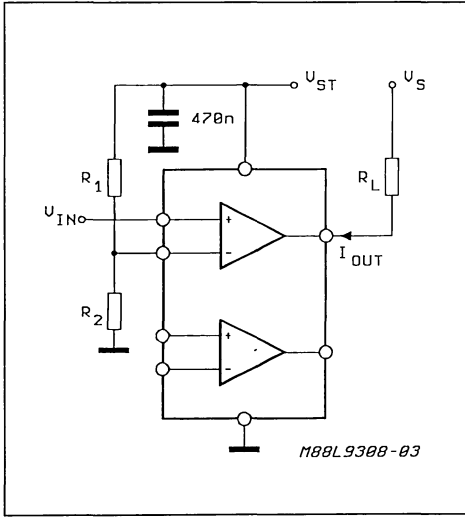 V_ST
V_S
470n
R_1
R_L
V_IN
+
-
I_OUT
R_2
+
-
M88L9308-03